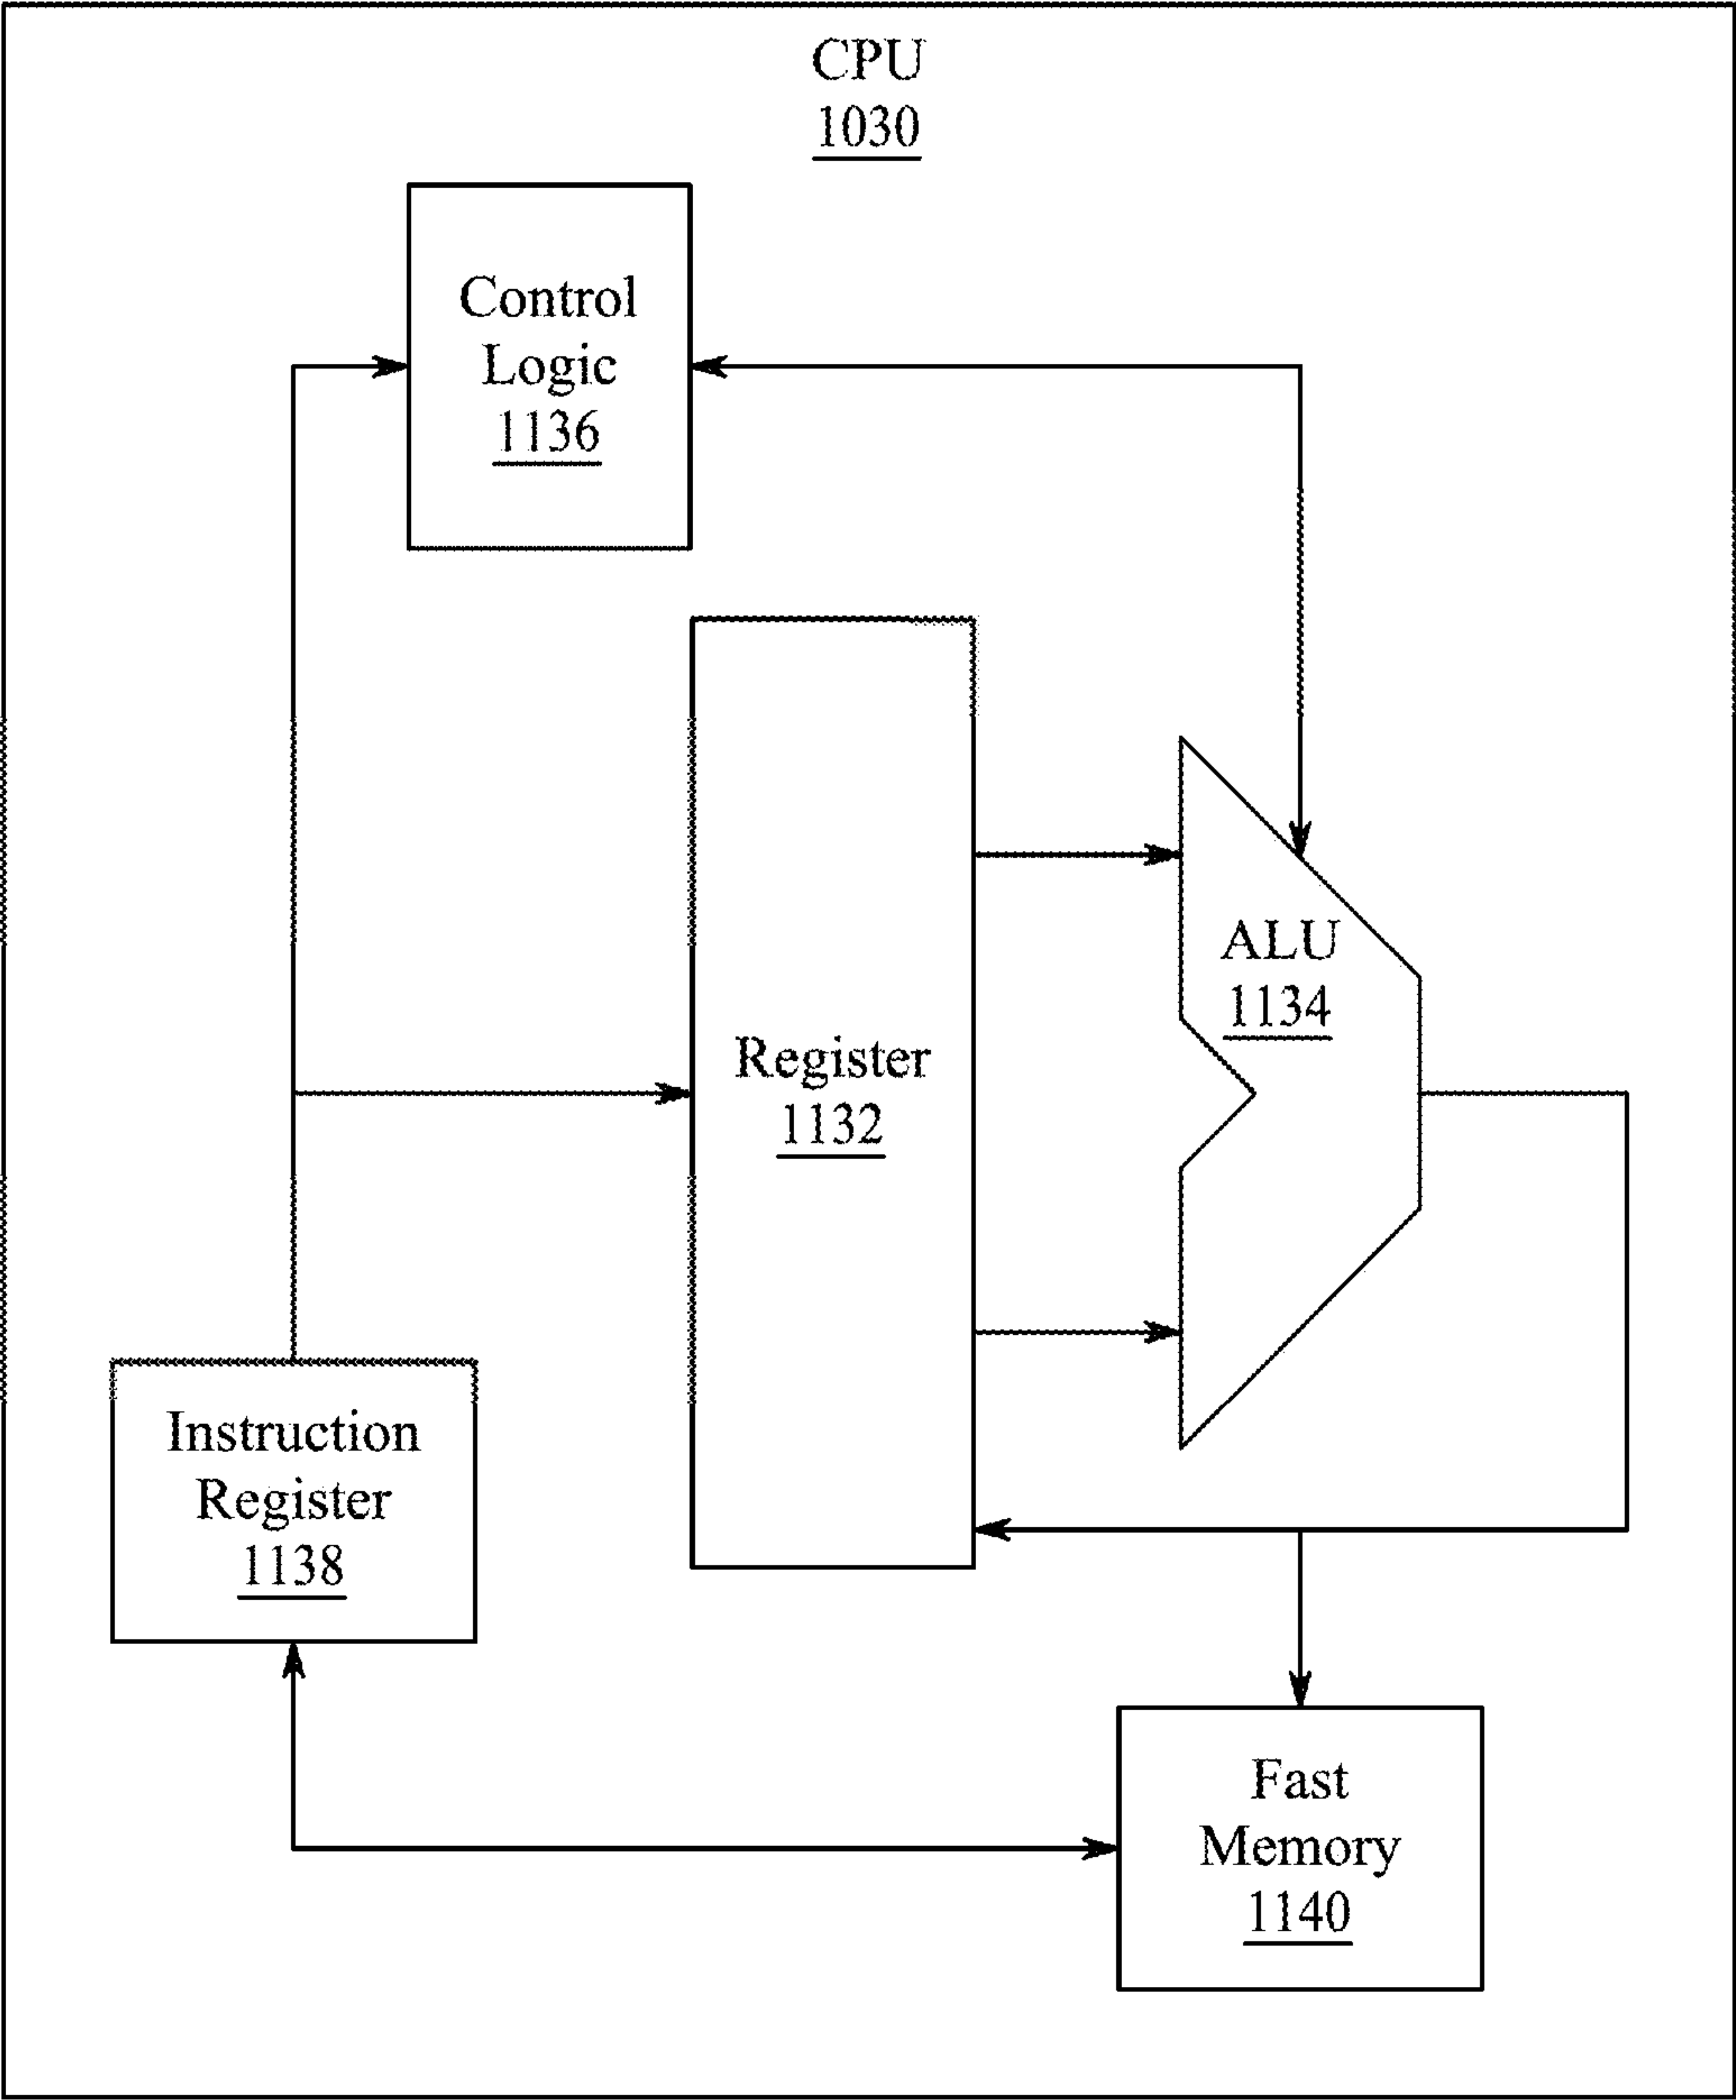 CPU
1030
Control
Logic
1136
ALU
1134
Register
1132
Instruction
Register
1138
Fast
Memory
1140